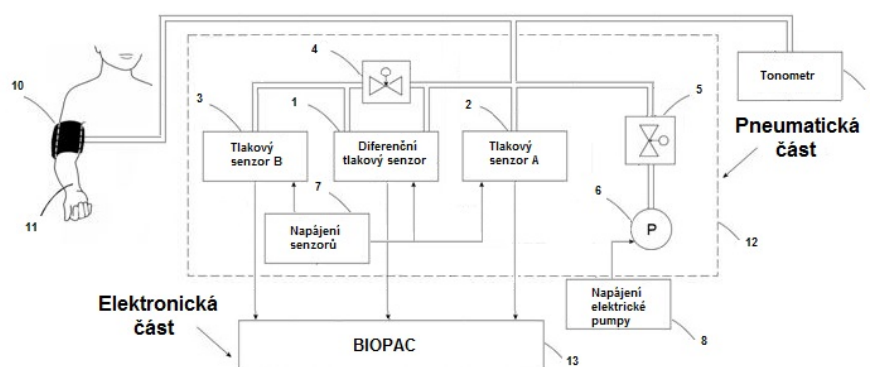 4
10
3
1
2
5
Tonometr
Tlakový
senzor B
Diferenční
tlakový senzor
Tlakový
senzor A
Pneumatická
část
7
6
11
Napájení
senzorů
P
12
Elektronická
část
Napájení
elektrické
pumpy
BIOPAC
13
8